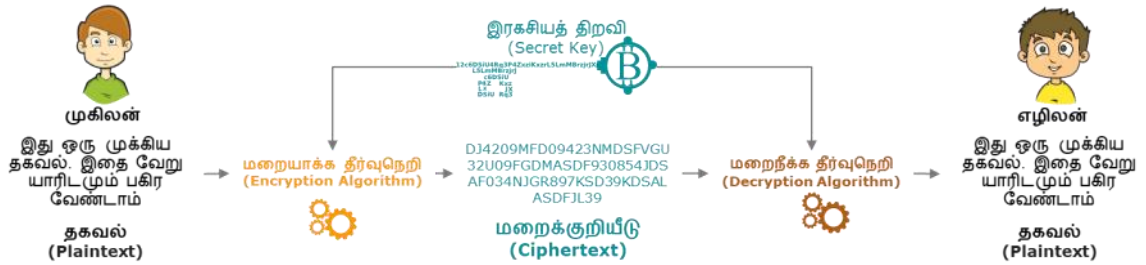 இரகசியத் திறவி
(Secret Key)
B
முகிலன்
இது ஒரு முக்கிய
தகவல். இதை வேறு
யாரிடமும் பகிர
வேண்டாம்
தகவல்
(Plaintext)
மறையாக்க தீர்வுநெறி
(Encryption Algorithm)
DJ4209MFD09423NMDSFVGU
32U09FGDMASDF930854JDS
AF034NJGR897KSD39KDSAL
ASDFJL39
மறைக்குறியீடு
(Ciphertext)
மறைநீக்க தீர்வுநெறி
(Decryption Algorithm)
எழிலன்
இது ஒரு முக்கிய
தகவல். இதை வேறு
யாரிடமும் பகிர
வேண்டாம்
தகவல்
(Plaintext)